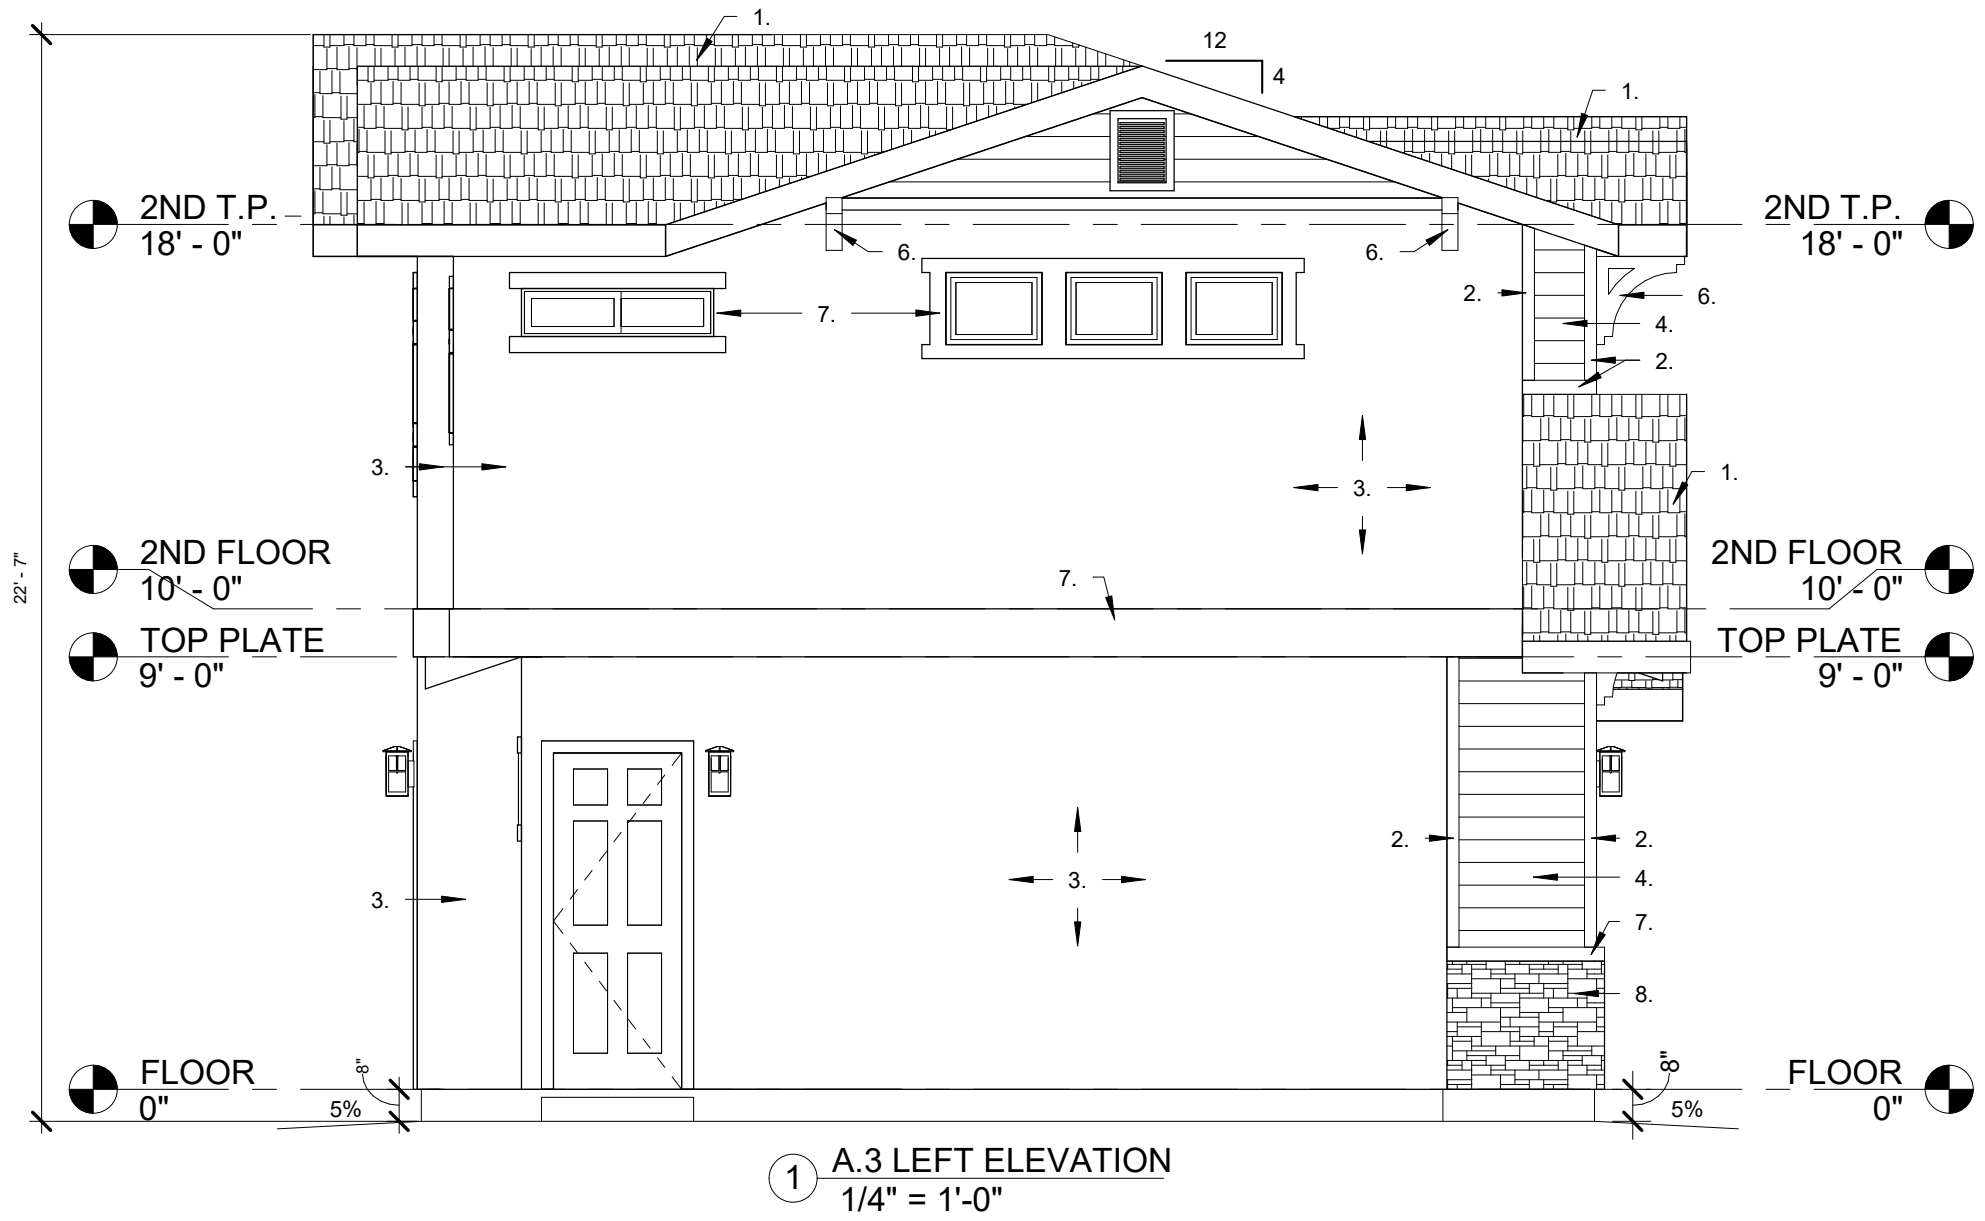 1.
12
4
1.
2ND T.P.
18' - 0"
2ND T.P.
18' - 0"
6.
6.
2.
6.
7.
4.
2.
3.
3.
1.
2ND FLOOR
10' - 0"
2ND FLOOR
10' - 0"
22' - 7"
7.
TOP PLATE
9' - 0"
TOP PLATE
9' - 0"
2.
2.
3.
3.
4.
7.
8.
FLOOR
0"
8"
5%
FLOOR
0"
8"
5%
1
A.3 LEFT ELEVATION
1/4" = 1'-0"